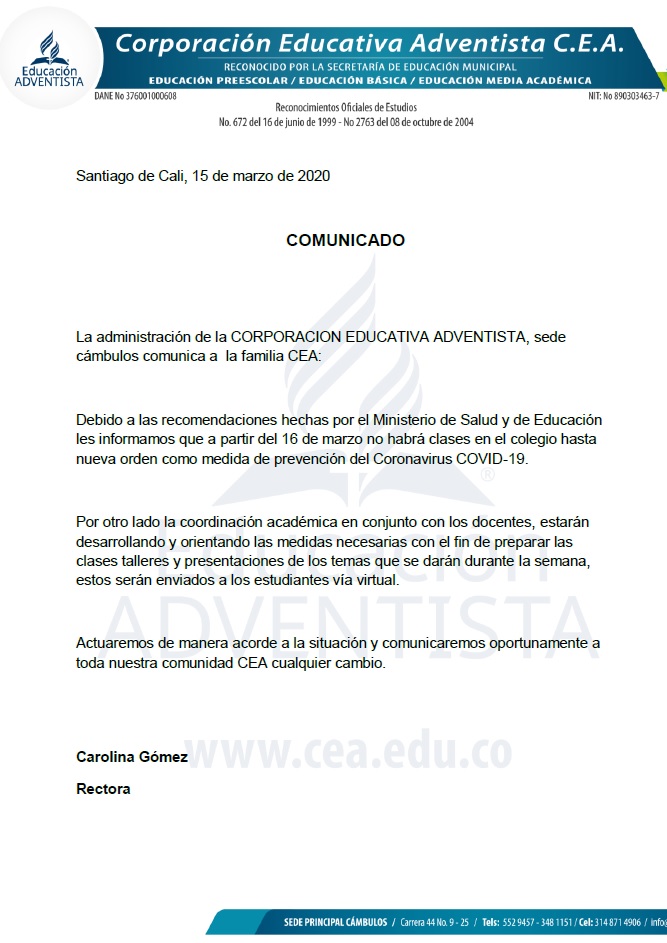 Educación
ADVENTISTA
Corporación Educativa Adventista C.E.A.
RECONOCIDO POR LA SECRETARÍA DE EDUCACIÓN MUNICIPAL
EDUCACIÓN PREESCOLAR / EDUCACIÓN BÁSICA / EDUCACIÓN MEDIA ACADÉMICA
DANE No 376001000608
NIT: No 890303463-7
Reconocimientos Oficiales de Estudios
No. 672 del 16 de junio de 1999 - No 2763 del 08 de octubre de 2004
Santiago de Cali, 15 de marzo de 2020
COMUNICADO
La administración de la CORPORACION EDUCATIVA ADVENTISTA, sede
cámbulos comunica a  la familia CEA:
Debido a las recomendaciones hechas por el Ministerio de Salud y de Educación
les informamos que a partir del 16 de marzo no habrá clases en el colegio hasta
nueva orden como medida de prevención del Coronavirus COVID-19.
®
Por otro lado la coordinación académica en conjunto con los docentes, estarán
desarrollando y orientando las medidas necesarias con el fin de preparar las
clases talleres y presentaciones de los temas que se darán durante la semana,
estos serán enviados a los estudiantes vía virtual.
Educación
ADVENTISTA
Actuaremos de manera acorde a la situación y comunicaremos oportunamente a
toda nuestra comunidad CEA cualquier cambio.
www.cea.edu.co
Carolina Gómez
Rectora
SEDE PRINCIPAL CÁMBULOS / Carrera 44 No. 9 - 25 / Tels: 552 9457 - 348 1151 / Cel: 314 871 4906 / info